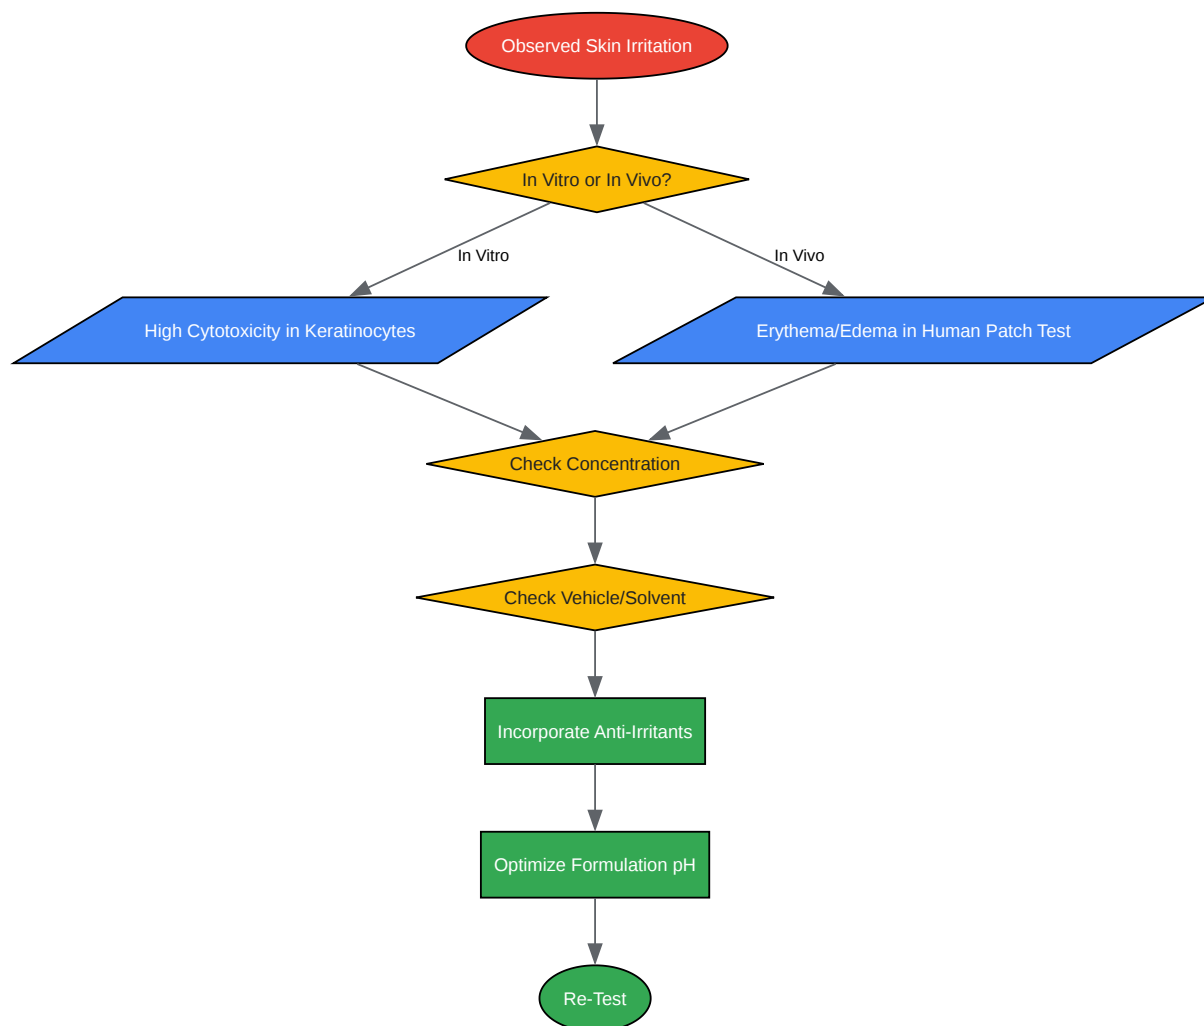 Observed Skin Irritation
In Vitro or In Vivo?
In Vitro
In Vivo
High Cytotoxicity in Keratinocytes
Erythema/Edema in Human Patch Test
Check Concentration
Check Vehicle/Solvent
Incorporate Anti-Irritants
Optimize Formulation pH
Re-Test